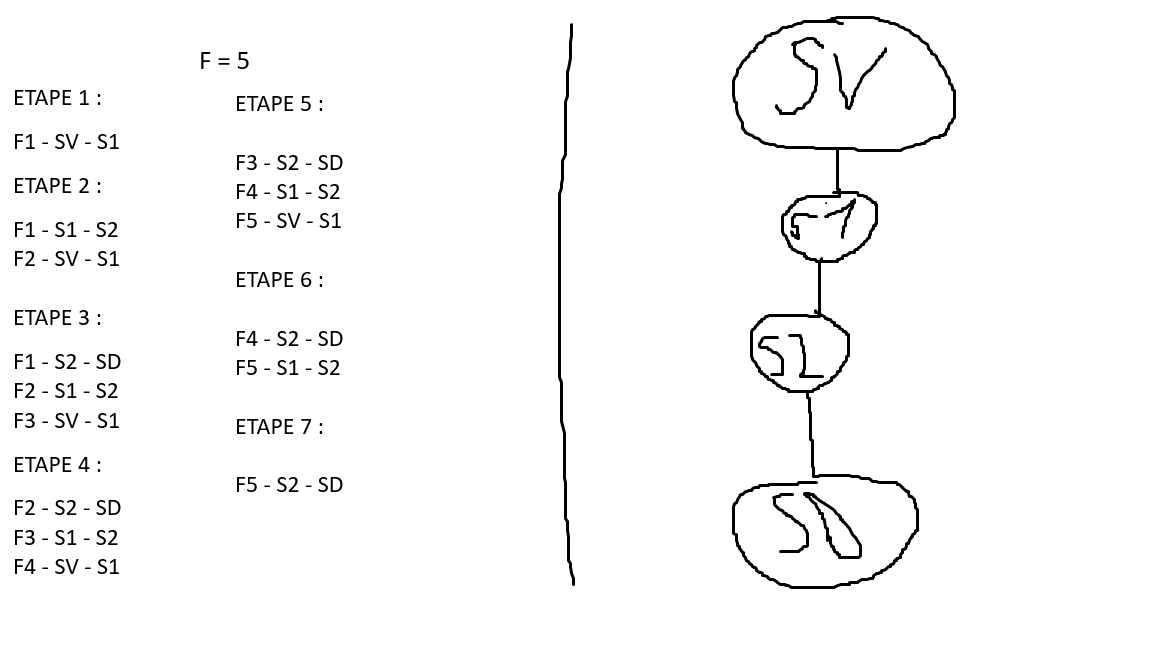 F = 5
ETAPE 1 :
F1 - SV - S1
ETAPE 2 :
F1 - S1 - S2
F2 - SV - S1
ETAPE 3 :
F1 - S2 - SD
F2 - S1 - S2
F3 - SV - S1
ETAPE 4 :
F2 - S2 - SD
F3 - S1 - S2
F4 - SV - S1
ETAPE 5 :
F3 - S2 - SD
F4 - S1 - S2
F5 - SV - S1
ETAPE 6 :
F4 - S2 - SD
F5 - S1 - S2
ETAPE 7 :
F5 - S2 - SD
SV
S1
SD